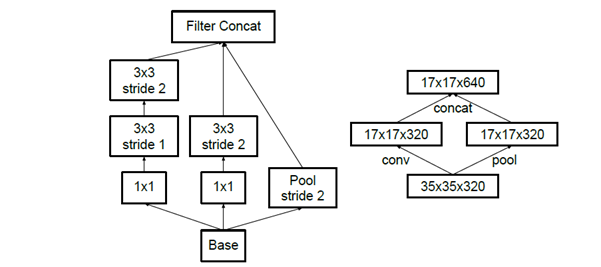 Filter Concat
3x3
stride 2
3x3
stride 1
3x3
stride 2
1x1
1x1
Pool
stride 2
Base
17x17x640
concat
17x17x320
17x17x320
conv
pool
35x35x320